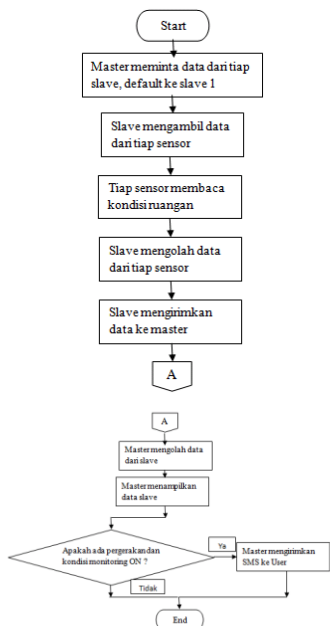 Start
Master meminta data dari tiap
slave, default ke slave 1
Slave mengambil data
dari tiap sensor
Tiap sensor membaca
kondisi ruangan
Slave mengolah data
dari tiap sensor
Slave mengirimkan
data ke master
A
A
Master mengolah data
dari slave
Master menampilkan
data slave
Apakah ada pergerakan dan
kondisi monitoring ON ?
Ya
Master mengirimkan
SMS ke User
Tidak
End